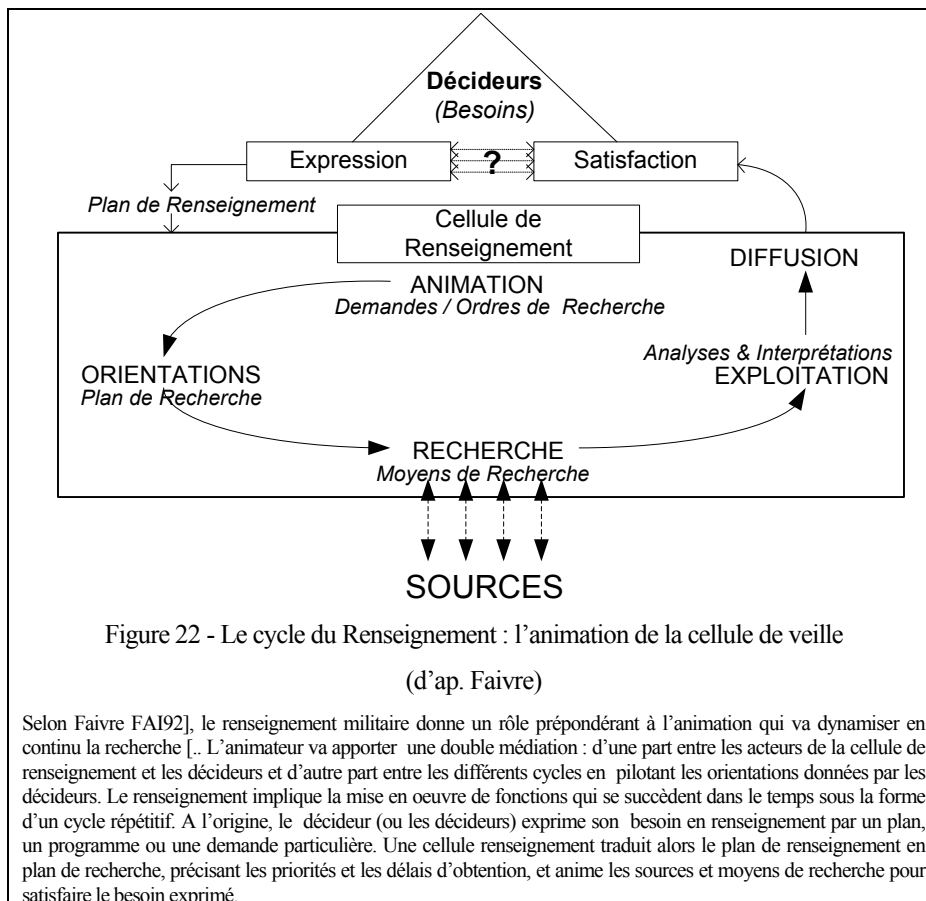 Décideurs
(Besoins)
Expression
?
Satisfaction
Plan de Renseignement
Cellule de
Renseignement
DIFFUSION
ANIMATION
Demandes / Ordres de Recherche
Analyses & Interprétations
ORIENTATIONS
EXPLOITATION
Plan de Recherche
RECHERCHE
Moyens de Recherche
SOURCES
Figure 22 - Le cycle du Renseignement : l’animation de la cellule de veille
(d’ap. Faivre)
Selon Faivre FAI92], le renseignement militaire donne un rôle prépondérant à l’animation qui va dynamiser en
continu la recherche [.. L’animateur va apporter une double médiation : d’une part entre les acteurs de la cellule de
renseignement et les décideurs et d’autre part entre les différents cycles en pilotant les orientations données par les
décideurs. Le renseignement implique la mise en oeuvre de fonctions qui se succèdent dans le temps sous la forme
d’un cycle répétitif. A l’origine, le décideur (ou les décideurs) exprime son besoin en renseignement par un plan,
un programme ou une demande particulière. Une cellule renseignement traduit alors le plan de renseignement en
plan de recherche, précisant les priorités et les délais d’obtention, et anime les sources et moyens de recherche pour
satisfaire le besoin exprimé.